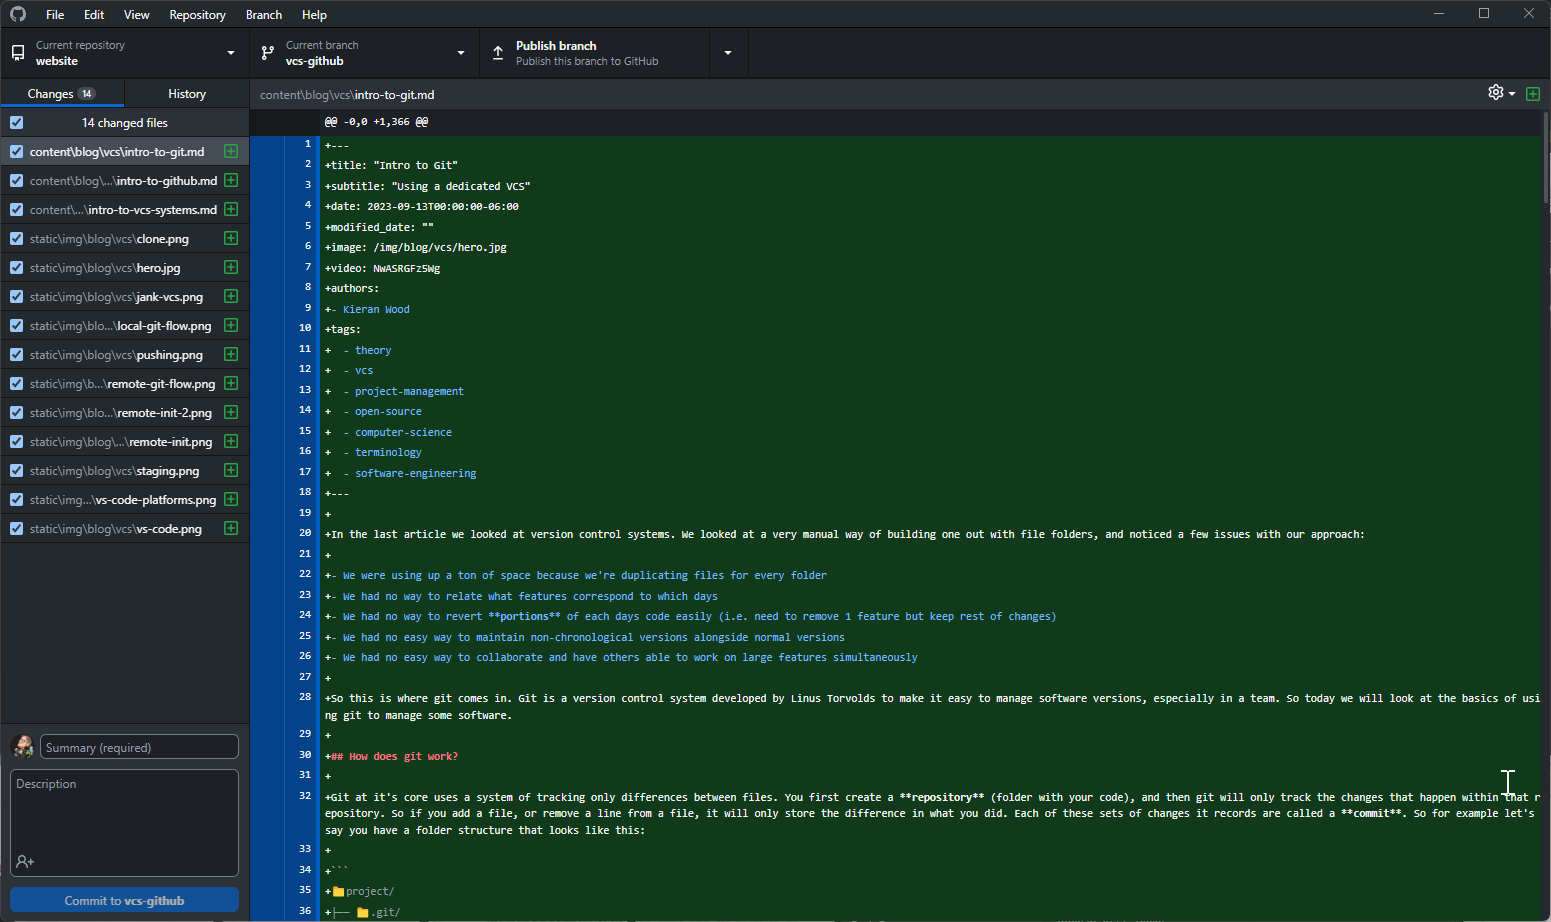 File Edit View Repository Branch Help
Current repository
website
Current branch
vcs-github
Publish branch
Publish this branch to GitHub
Changes 14
History
content\blog\vcs\intro-to-git.md
14 changed files
content\blog\vcs\intro-to-git.md
content\blog\...\intro-to-github.md
content\...\intro-to-vcs-systems.md
static\img\blog\vcs\clone.png
static\img\blog\vcs\hero.jpg
static\img\blog\vcs\jank-vcs.png
static\img\blo...\local-git-flow.png
static\img\blog\vcs\pushing.png
static\img\b...\remote-git-flow.png
static\img\blo...\remote-init-2.png
static\img\blog\...\remote-init.png
static\img\blog\vcs\staging.png
static\img...\vs-code-platforms.png
static\img\blog\vcs\vs-code.png
Summary (required)
Description
Commit to vcs-github
@@ -0,0 +1,366 @@
1 +---
2 +title: "Intro to Git"
3 +subtitle: "Using a dedicated VCS"
4 +date: 2023-09-13T00:00:00-06:00
5 +modified_date: ""
6 +image: /img/blog/vcs/hero.jpg
7 +video: NwASRGFz5Wg
8 +authors:
9 +- Kieran Wood
10 +tags:
11 +  - theory
12 +  - vcs
13 +  - project-management
14 +  - open-source
15 +  - computer-science
16 +  - terminology
17 +  - software-engineering
18 +---
19 +
20 +In the last article we looked at version control systems. We looked at a very manual way of building one out with file folders, and noticed a few issues with our approach:
21 +
22 +- We were using up a ton of space because we're duplicating files for every folder
23 +- We had no way to relate what features correspond to which days
24 +- We had no way to revert **portions** of each days code easily (i.e. need to remove 1 feature but keep rest of changes)
25 +- We had no easy way to maintain non-chronological versions alongside normal versions
26 +- We had no easy way to collaborate and have others able to work on large features simultaneously
27 +
28 +So this is where git comes in. Git is a version control system developed by Linus Torvolds to make it easy to manage software versions, especially in a team. So today we will look at the basics of usi
ng git to manage some software.
29 +
30 +## How does git work?
31 +
32 +Git at it's core uses a system of tracking only differences between files. You first create a **repository** (folder with your code), and then git will only track the changes that happen within that r
epository. So if you add a file, or remove a line from a file, it will only store the difference in what you did. Each of these sets of changes it records are called a **commit**. So for example let's
say you have a folder structure that looks like this:
33 +
34 +```
35 +📁project/
36 +├── 📁.git/